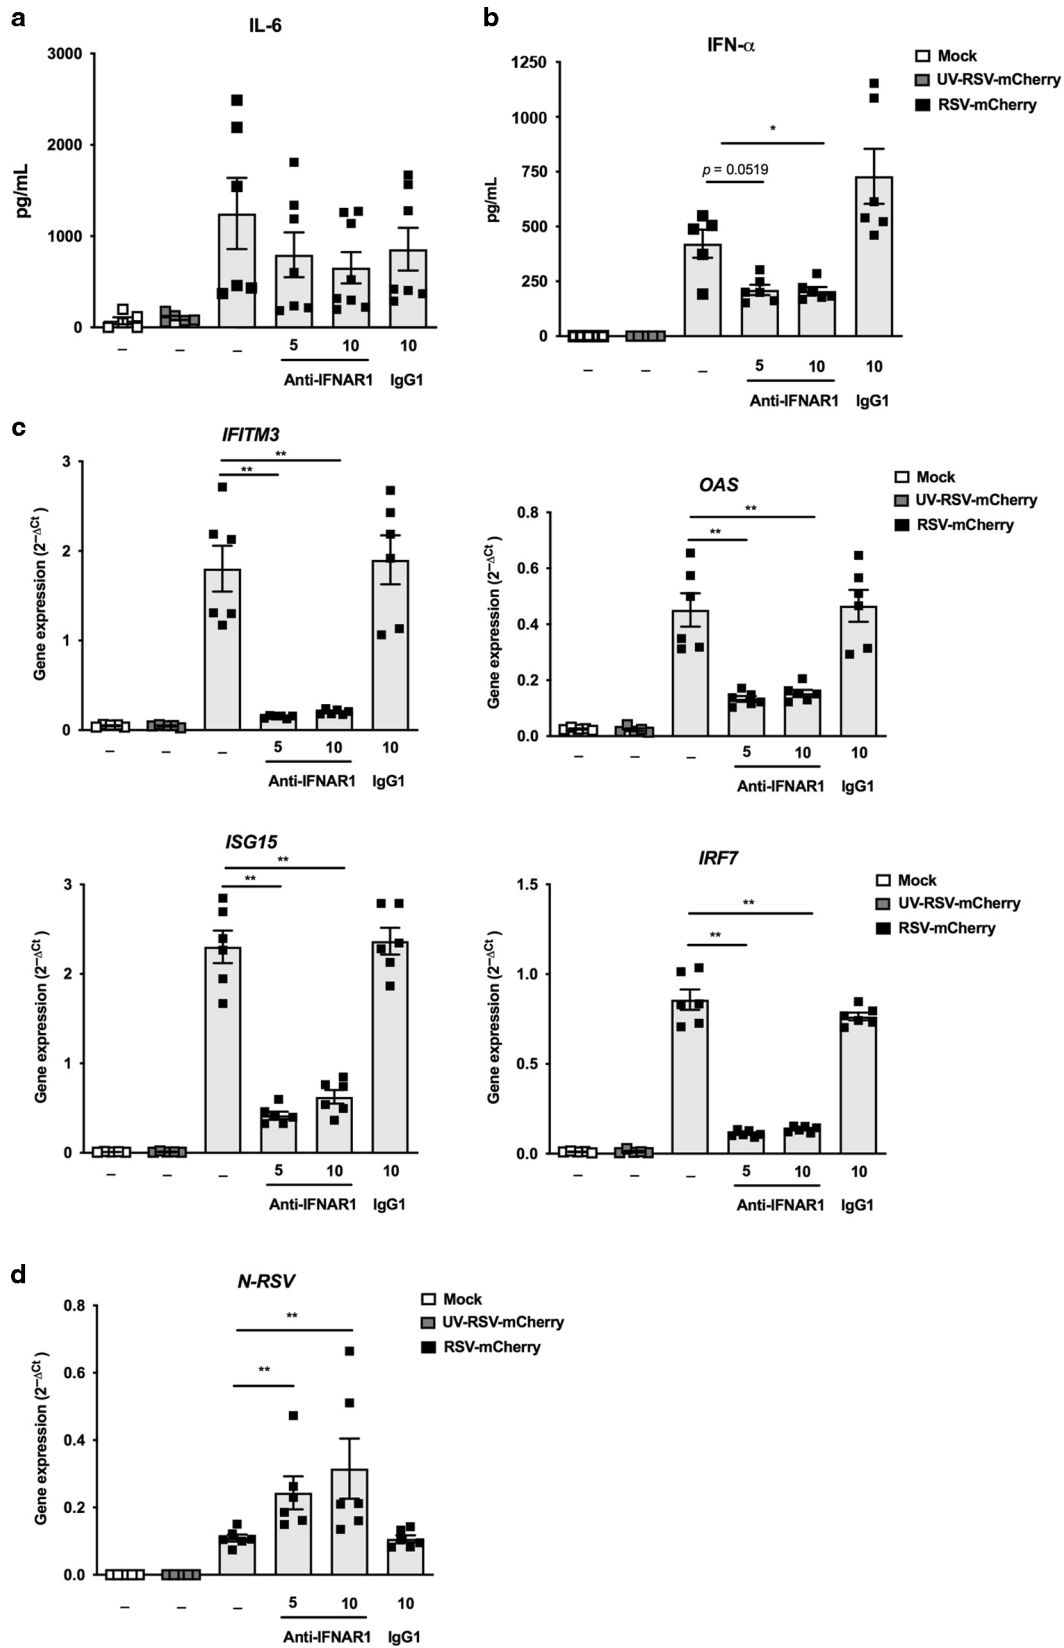 a
IL-6
pg/mL
3000
2000
1000
0
– – – 5 10 10
Anti-IFNAR1 IgG1
b
IFN-α
Mock
UV-RSV-mCherry
RSV-mCherry
pg/mL
1250
1000
750
500
250
0
*
p = 0.0519
– – – 5 10 10
Anti-IFNAR1 IgG1
c
IFITM3
Gene expression (2–ΔCt)
3
2
1
0
**
**
– – – 5 10 10
Anti-IFNAR1 IgG1
OAS
Mock
UV-RSV-mCherry
RSV-mCherry
Gene expression (2–ΔCt)
0.8
0.6
0.4
0.2
0.0
**
**
– – – 5 10 10
Anti-IFNAR1 IgG1
ISG15
Gene expression (2–ΔCt)
3
2
1
0
**
**
– – – 5 10 10
Anti-IFNAR1 IgG1
IRF7
Mock
UV-RSV-mCherry
RSV-mCherry
Gene expression (2–ΔCt)
1.5
1.0
0.5
0.0
**
**
– – – 5 10 10
Anti-IFNAR1 IgG1
d
N-RSV
Mock
UV-RSV-mCherry
RSV-mCherry
Gene expression (2–ΔCt)
0.8
0.6
0.4
0.2
0.0
**
**
– – – 5 10 10
Anti-IFNAR1 IgG1